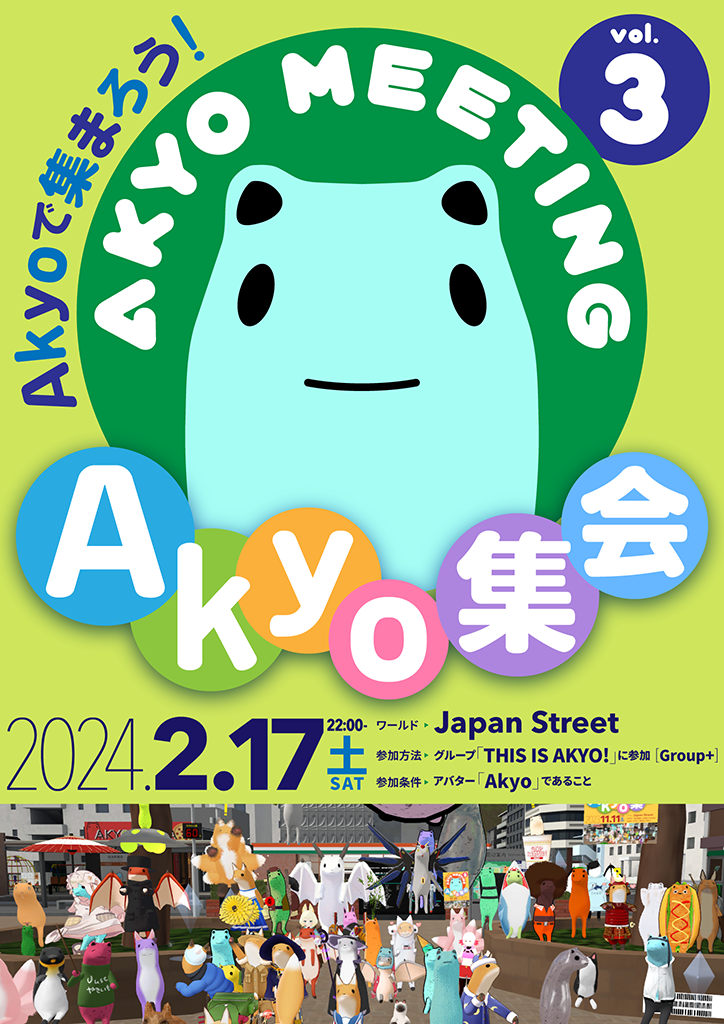 Akyoで集まろう!
AKYO MEETING
vol.
3
Akyo集会
2024.2.17
22:00-
土
SAT
ワールド▶Japan Street
参加方法▶グループ「THIS IS AKYO!」に参加 [Group+]
参加条件▶アバター「Akyo」であること
11.11